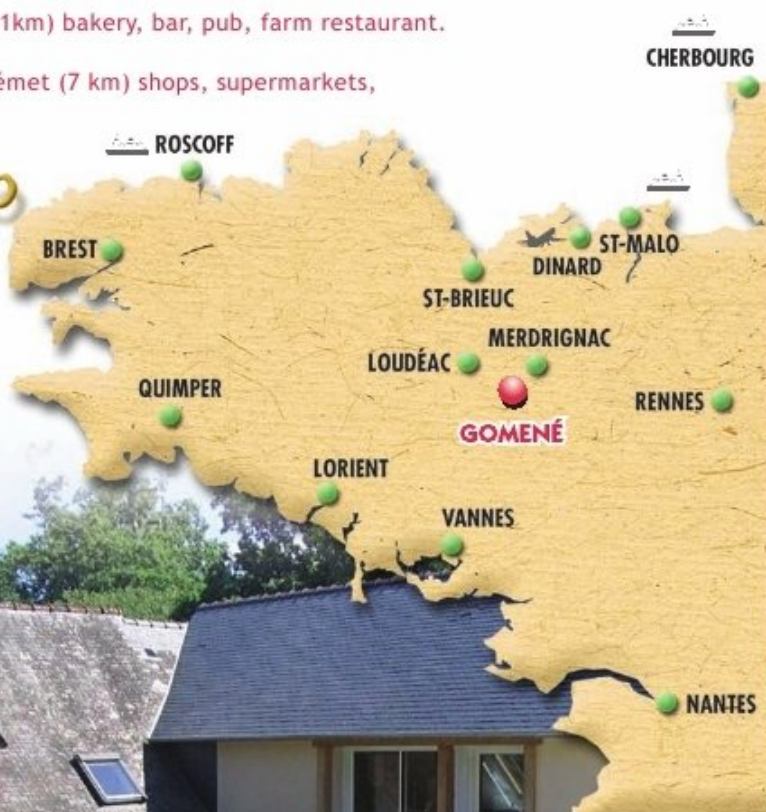 1km) bakery, bar, pub, farm restaurant.
émet (7 km) shops, supermarkets,
CHERBOURG
ROSCOFF
BREST
ST-MALO
DINARD
ST-BRIEUC
MERDRIGNAC
LOUDÉAC
QUIMPER
RENNES
GOMENÉ
LORIENT
VANNES
NANTES